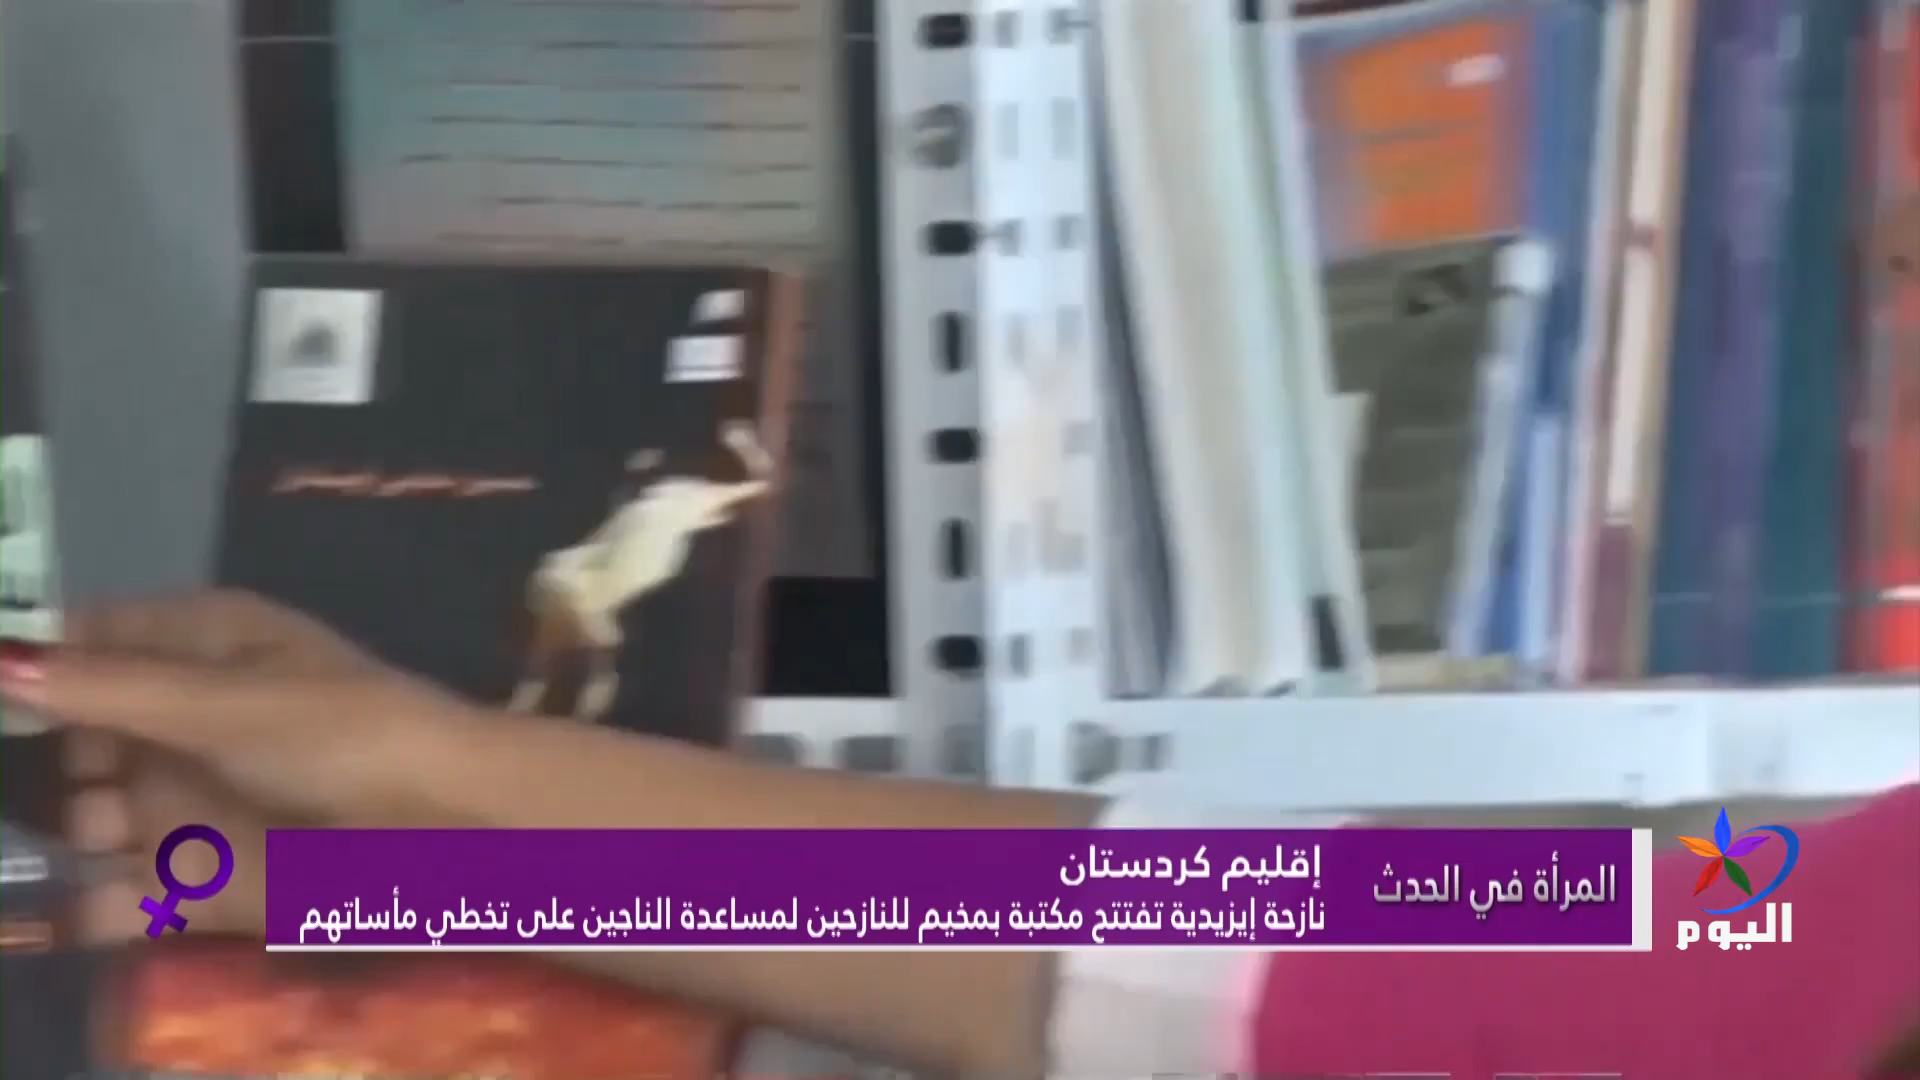 المرأة في الحدث
إقليم كردستان
نازحة إيزيدية تفتتح مكتبة بمخيم للنازحين لمساعدة الناجين على تخطي مأساتهم
اليوم